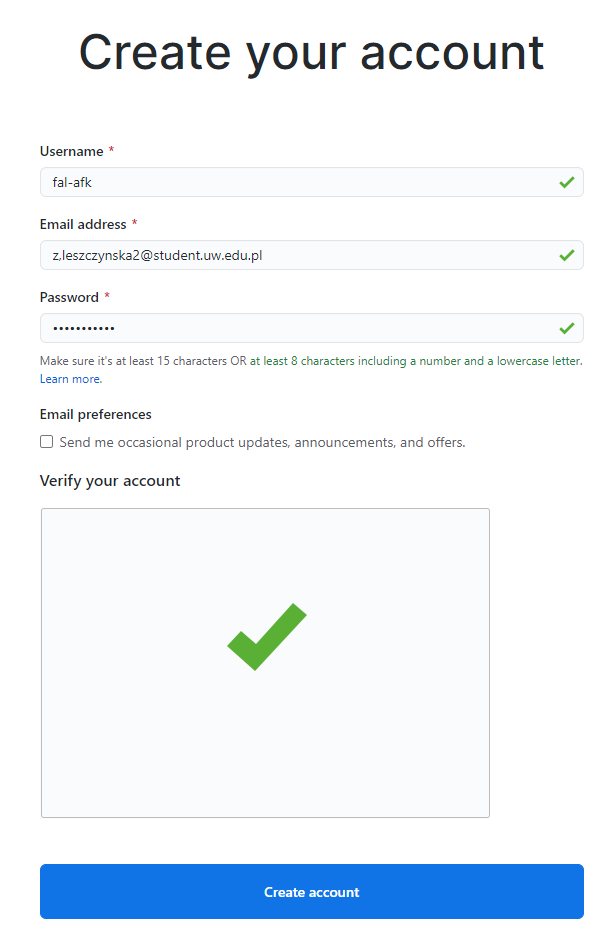 Create your account
Username *
fal-afk
Email address *
z,leszczynska2@student.uw.edu.pl
Password *
•••••••••••
Make sure it's at least 15 characters OR at least 8 characters including a number and a lowercase letter.
Learn more.
Email preferences
Send me occasional product updates, announcements, and offers.
Verify your account
Create account